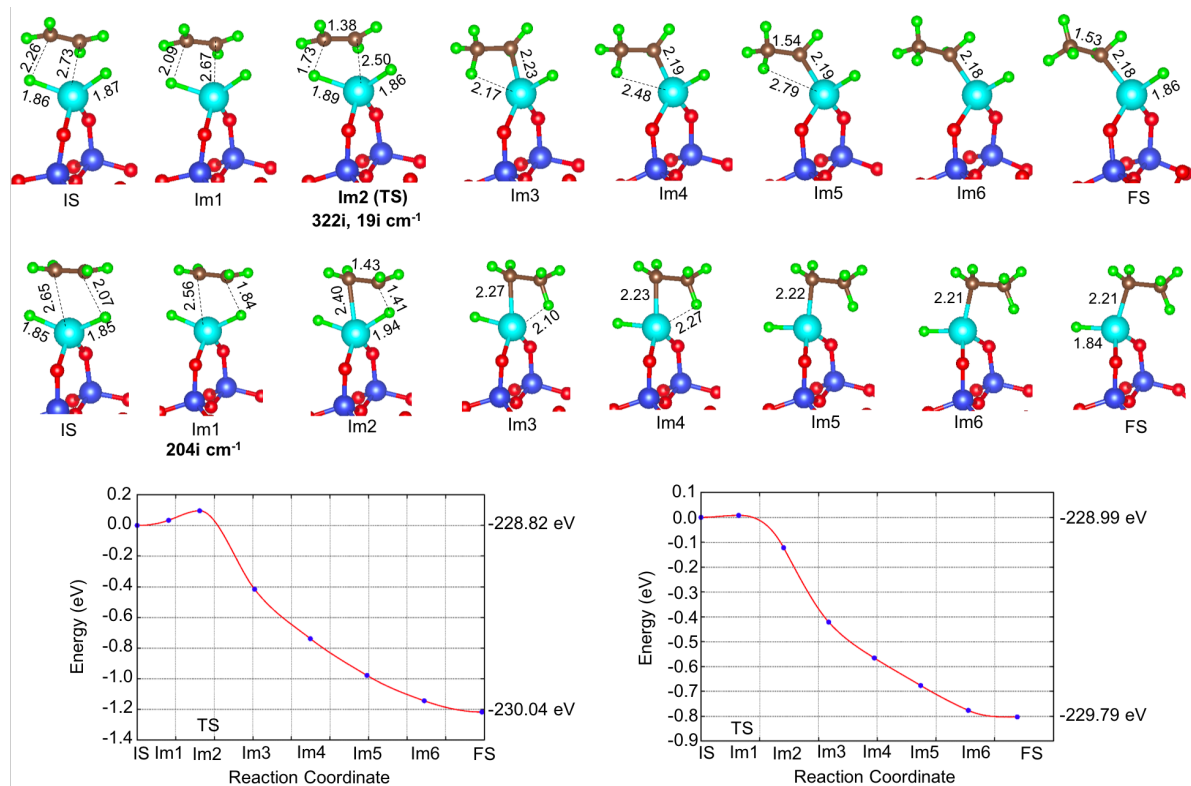 2.26 2.73 1.86 1.87
2.09 2.67
1.38 1.73 2.50 1.89 1.86
2.23 2.17
2.19 2.48
1.54 2.19 2.79
2.18
1.53 2.18 1.86
IS Im1 Im2 (TS) Im3 Im4 Im5 Im6 FS
322i, 19i cm-1
2.65 2.07 1.85 1.85
2.56 1.84
1.43 2.40 1.41 1.94
2.27 2.10
2.23 2.27
2.22
2.21
2.21 1.84
IS Im1 Im2 Im3 Im4 Im5 Im6 FS
204i cm-1
Energy (eV)
0.2
0.0
-0.2
-0.4
-0.6
-0.8
-1.0
-1.2
-1.4
-228.82 eV
-230.04 eV
TS
IS Im1 Im2 Im3 Im4 Im5 Im6 FS
Reaction Coordinate
Energy (eV)
0.1
0.0
-0.1
-0.2
-0.3
-0.4
-0.5
-0.6
-0.7
-0.8
-0.9
-228.99 eV
-229.79 eV
TS
IS Im1 Im2 Im3 Im4 Im5 Im6 FS
Reaction Coordinate